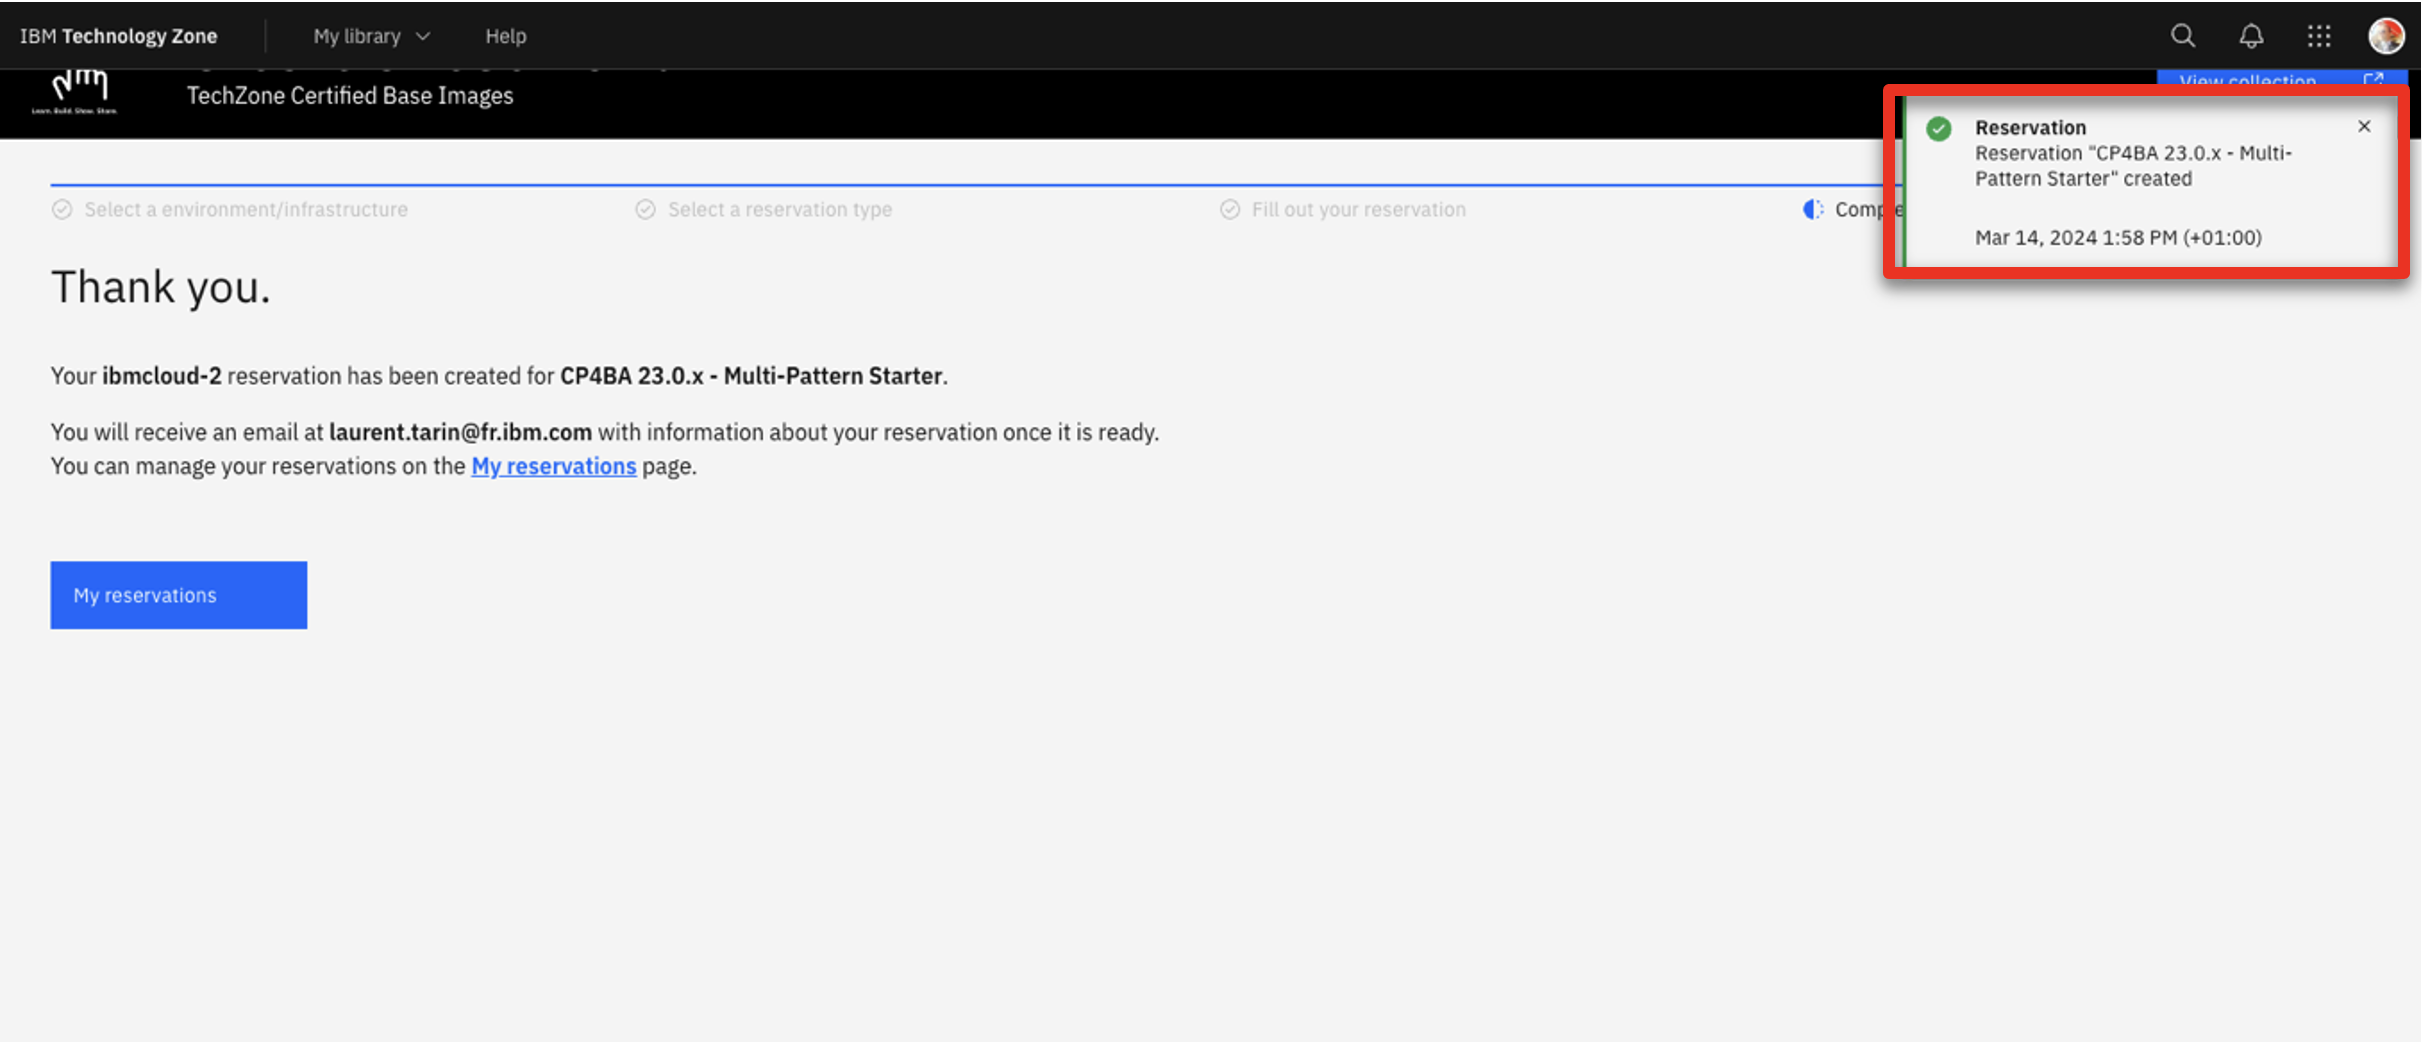 IBM Technology Zone
My library
Help
TechZone Certified Base Images
Learn. Build. Show. Share.
View collection
Reservation
Reservation "CP4BA 23.0.x - Multi-
Pattern Starter" created
Mar 14, 2024 1:58 PM (+01:00)
Select a environment/infrastructure
Select a reservation type
Fill out your reservation
Thank you.
Your ibmcloud-2 reservation has been created for CP4BA 23.0.x - Multi-Pattern Starter.
You will receive an email at laurent.tarin@fr.ibm.com with information about your reservation once it is ready.
You can manage your reservations on the My reservations page.
My reservations